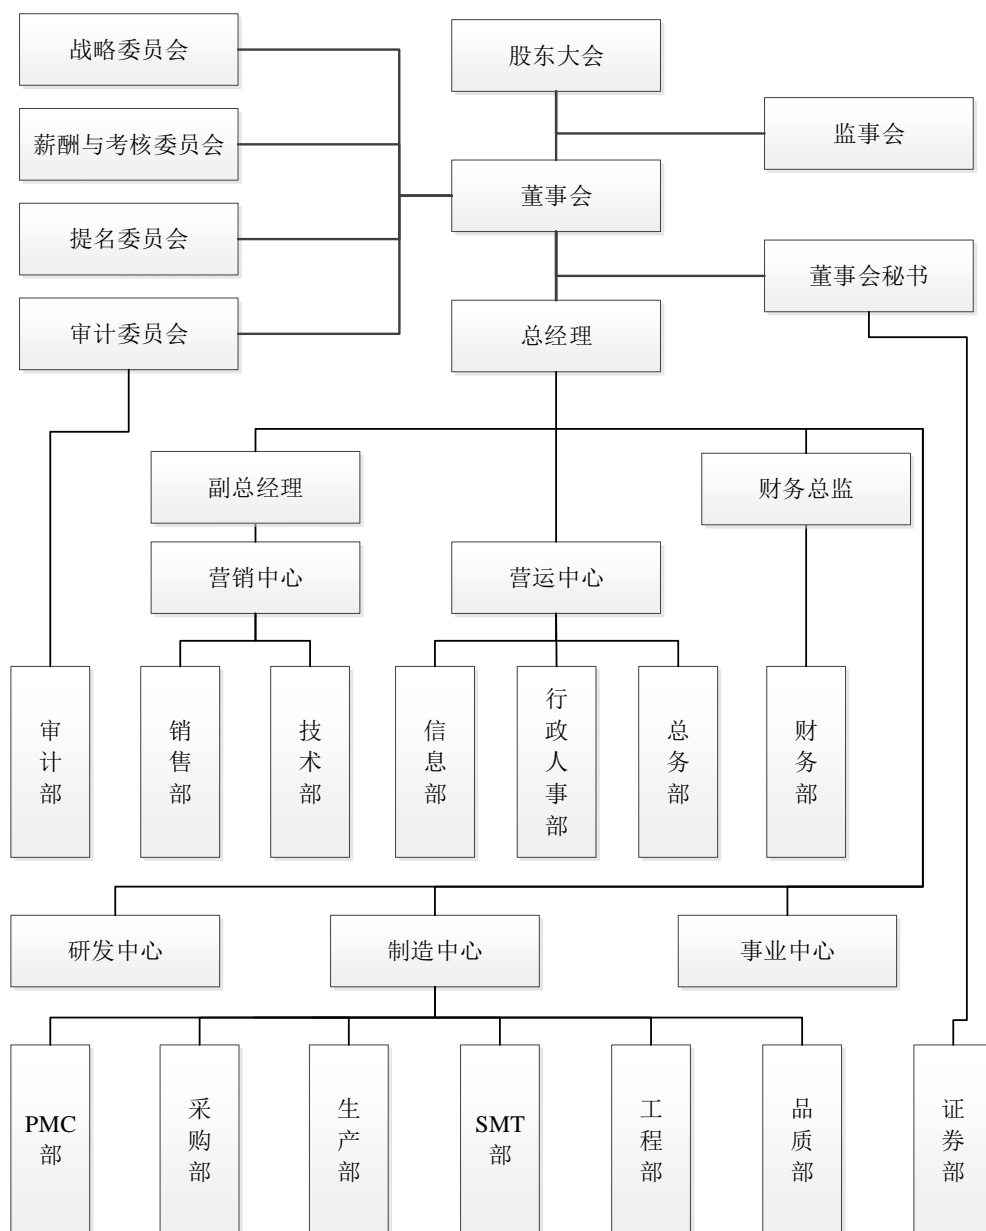 战略委员会
股东大会
薪酬与考核委员会
监事会
董事会
提名委员会
董事会秘书
审计委员会
总经理
副总经理
财务总监
营销中心
营运中心
审计部
销售部
技术部
信息部
行政人事部
总务部
财务部
研发中心
制造中心
事业中心
PMC
部
采购部
生产部
SMT
部
工程部
品质部
证券部